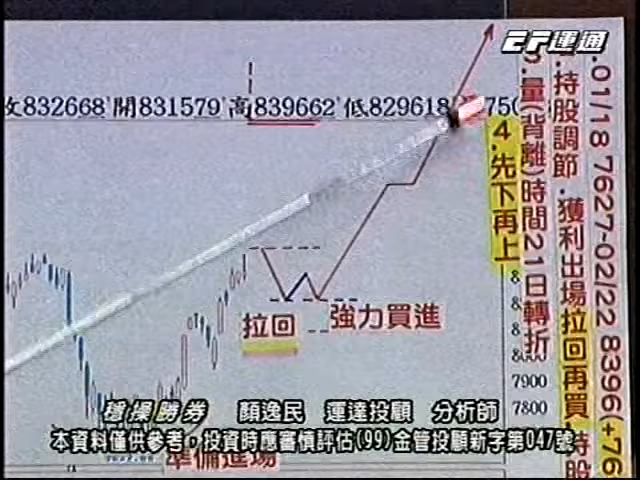 EF運通
收832668'開831579'高839662'低829618
4.先下再上
量(背離)時間21日轉折
持股調節.獲利出場拉回再買.持股
.01/18 7627-02/22 8396(+76
拉回
強力買進
7900
7800
穩操勝券 顏逸民 運達投顧 分析師
本資料僅供參考，投資時應審慎評估(99)金管投顧新字第047號
準備進場